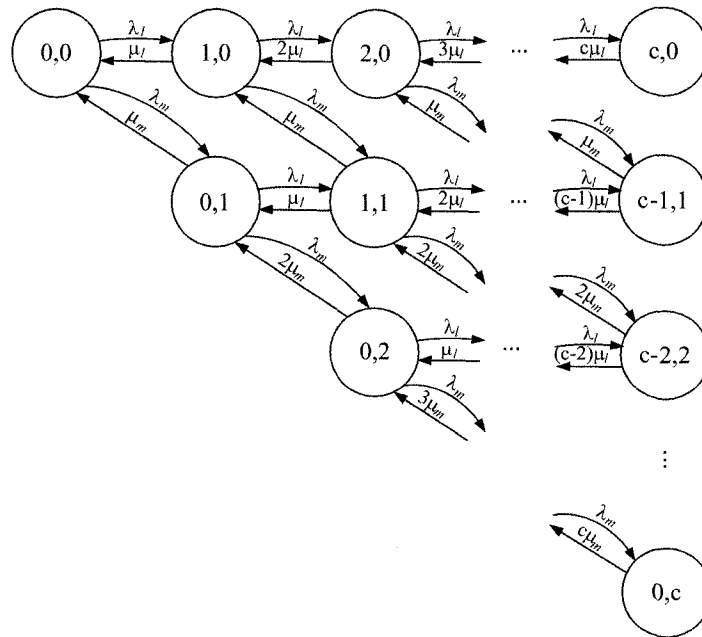 λl λl λl λl
0,0 μl 1,0 2μl 2,0 3μl ... cμl c,0
λm λm λm λm
μm μm μm μm
λl λl λl
0,1 μl 1,1 2μl ... (c-1)μl c-1,1
λm λm λm
2μm 2μm 2μm
λl λl
0,2 μl ... (c-2)μl c-2,2
λm
3μm
⋮
λm
cμm
0,c